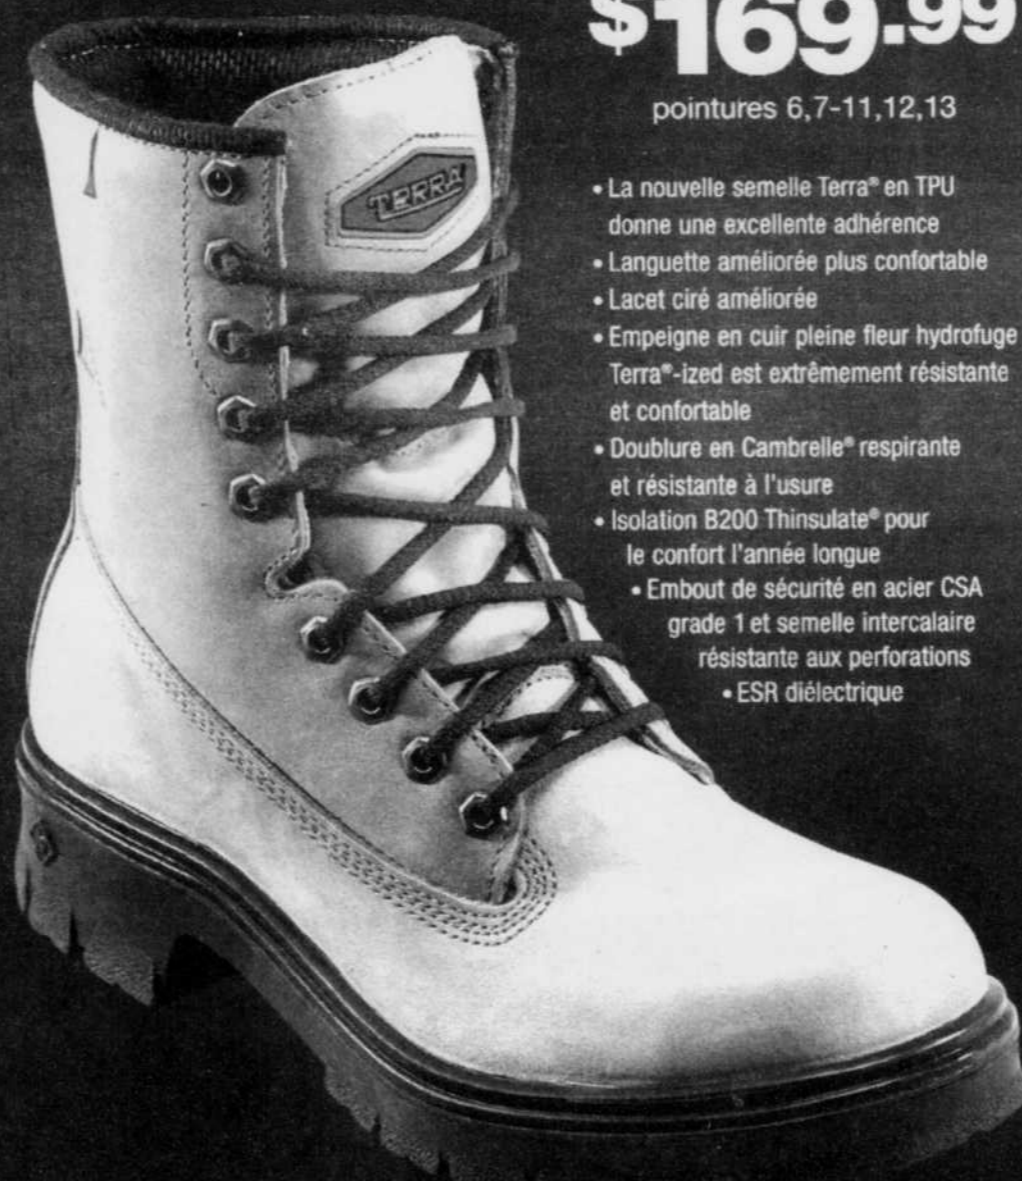 $169.99
pointures 6,7-11,12,13
TERRA
• La nouvelle semelle Terra® en TPU
donne une excellente adhérence
• Languette améliorée plus confortable
• Lacet ciré améliorée
• Empeigne en cuir pleine fleur hydrofuge
Terra®-ized est extrêmement résistante
et confortable
• Doublure en Cambrelle® respirante
et résistante à l'usure
• Isolation B200 Thinsulate® pour
le confort l'année longue
• Embout de sécurité en acier CSA
grade 1 et semelle intercalaire
résistante aux perforations
• ESR diélectrique